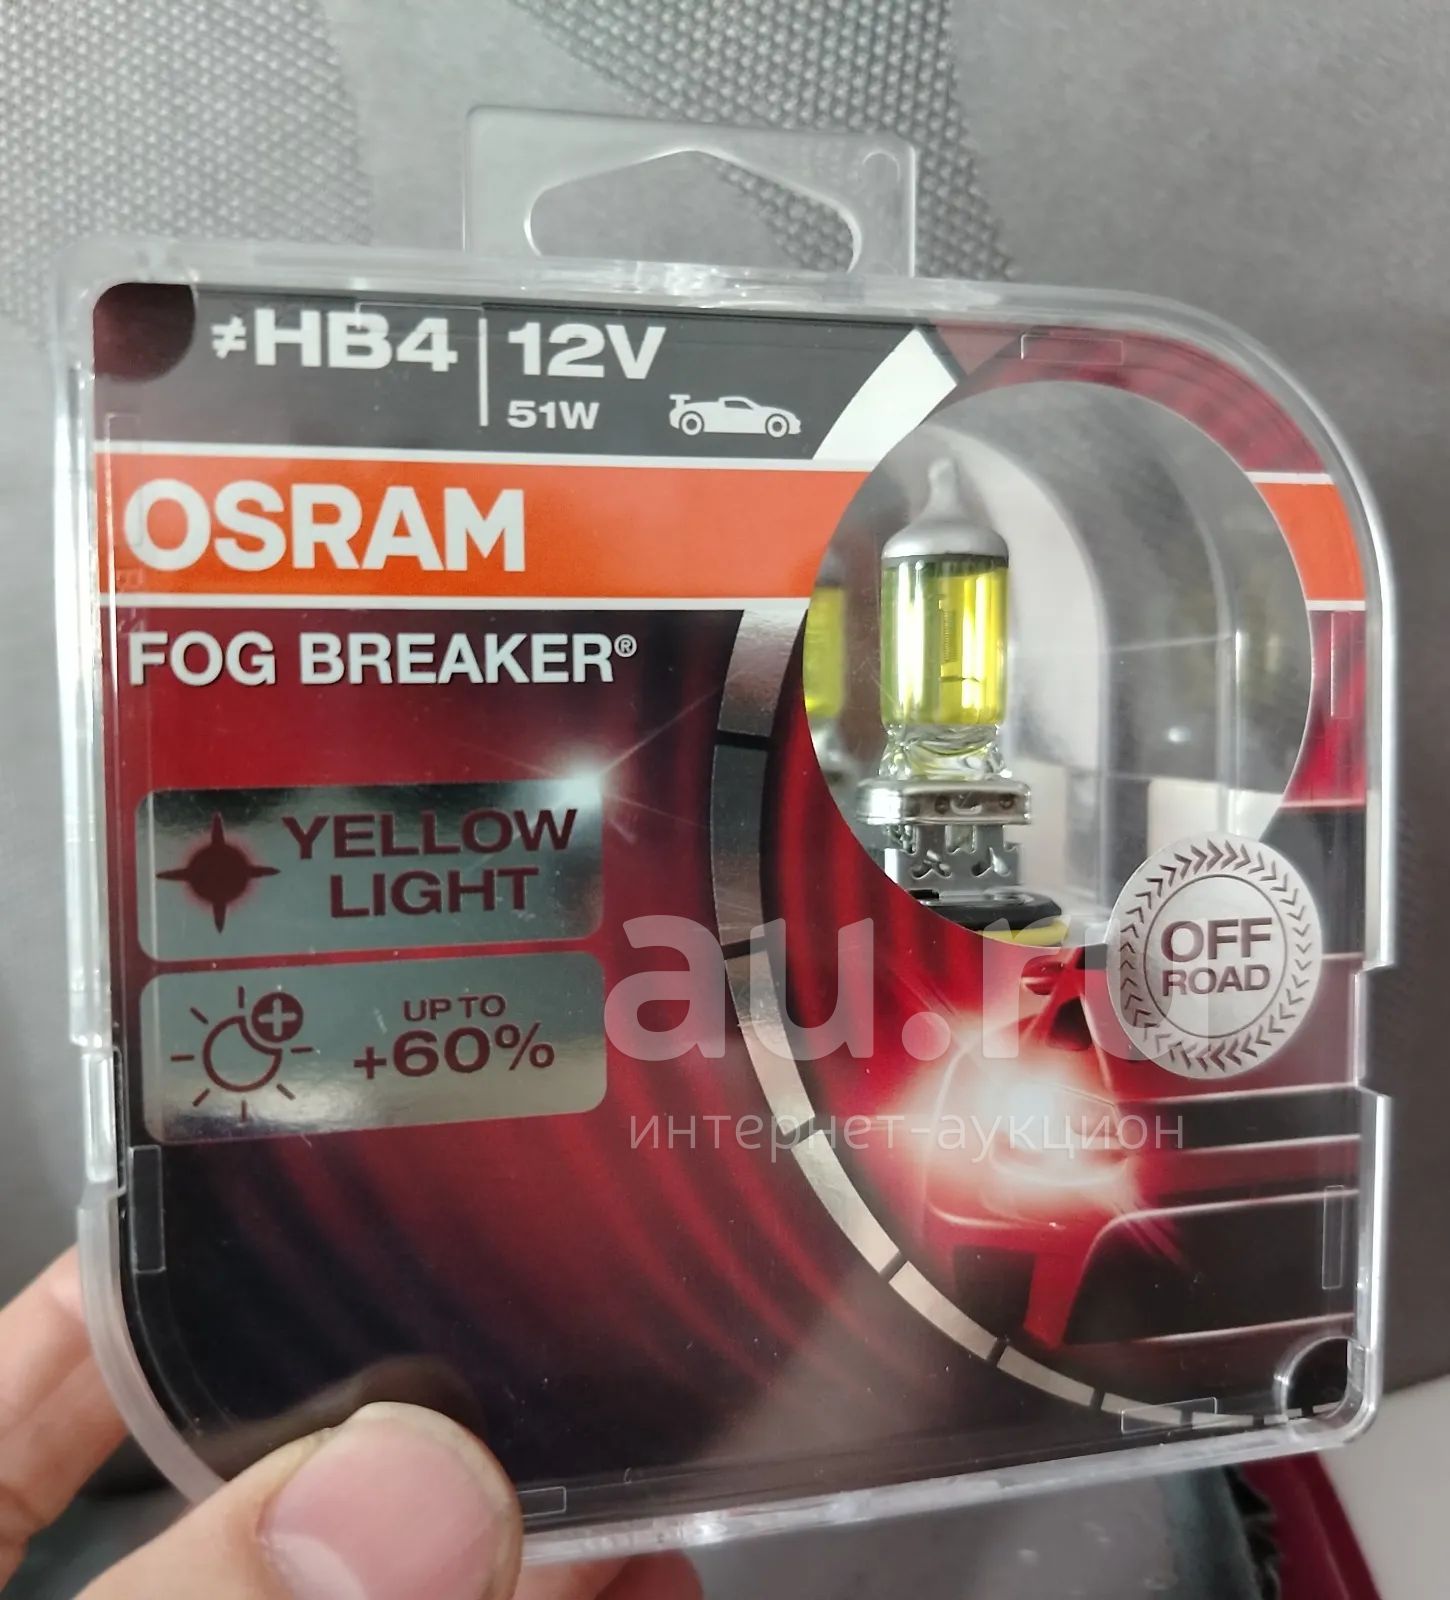 ≠HB4
12V
51W
OSRAM
FOG BREAKER®
YELLOW
LIGHT
UP TO
+60%
OFF
ROAD
au.ru
интернет-аукцион